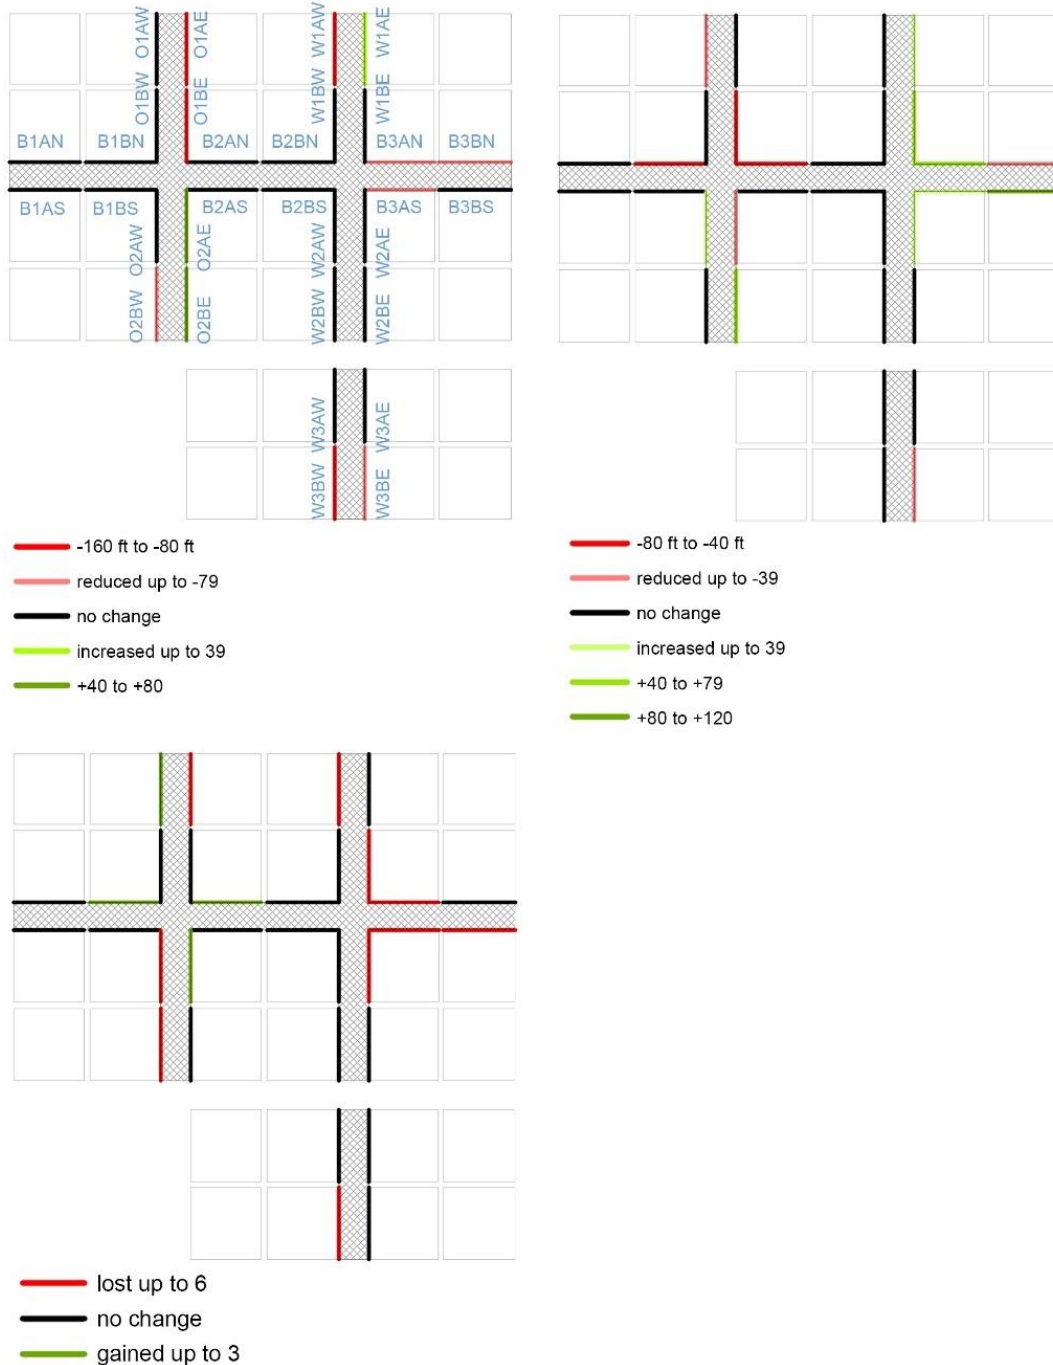 O1AW
O1AE
W1AW
W1AE
O1BW
O1BE
W1BW
W1BE
B1AN
B1BN
B2AN
B2BN
B3AN
B3BN
B1AS
B1BS
B2AS
B2BS
B3AS
B3BS
O2AW
O2AE
W2AW
W2AE
O2BW
O2BE
W2BW
W2BE
W3AW
W3AE
W3BW
W3BE
-160 ft to -80 ft
reduced up to -79
no change
increased up to 39
+40 to +80
-80 ft to -40 ft
reduced up to -39
no change
increased up to 39
+40 to +79
+80 to +120
lost up to 6
no change
gained up to 3